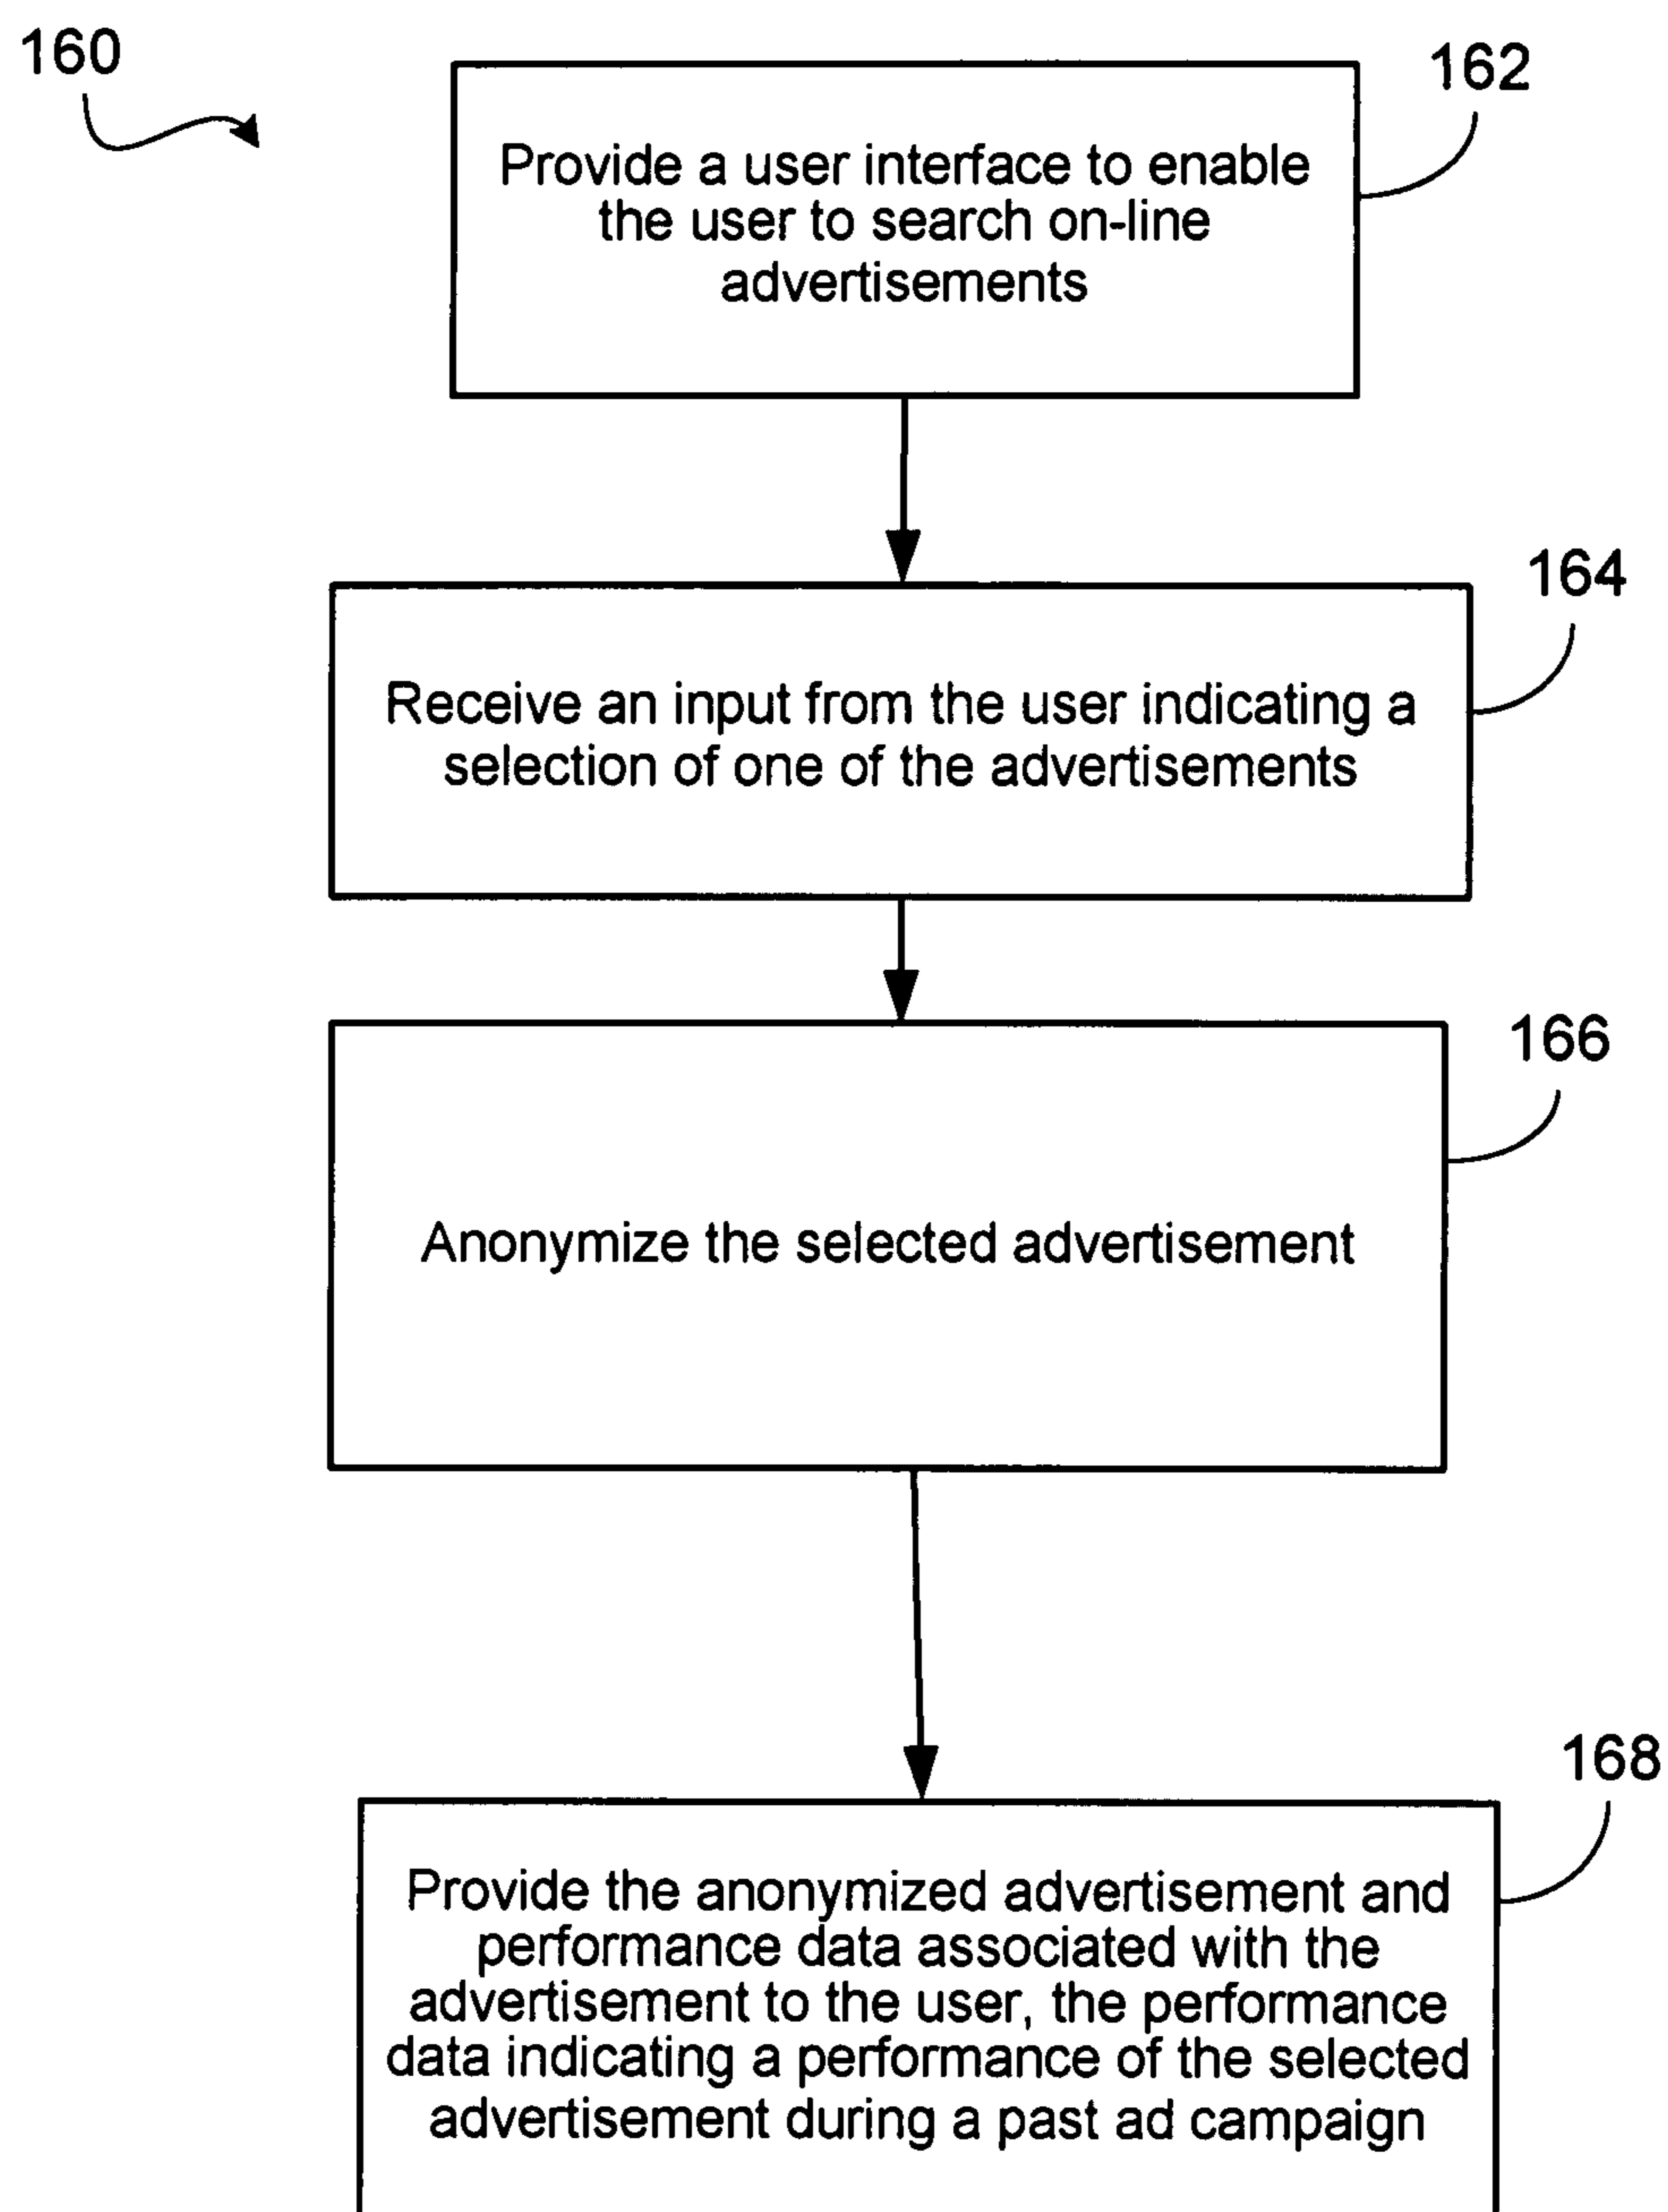 160
162
Provide a user interface to enable
the user to search on-line
advertisements
164
Receive an input from the user indicating a
selection of one of the advertisements
166
Anonymize the selected advertisement
168
Provide the anonymized advertisement and
performance data associated with the
advertisement to the user, the performance
data indicating a performance of the selected
advertisement during a past ad campaign